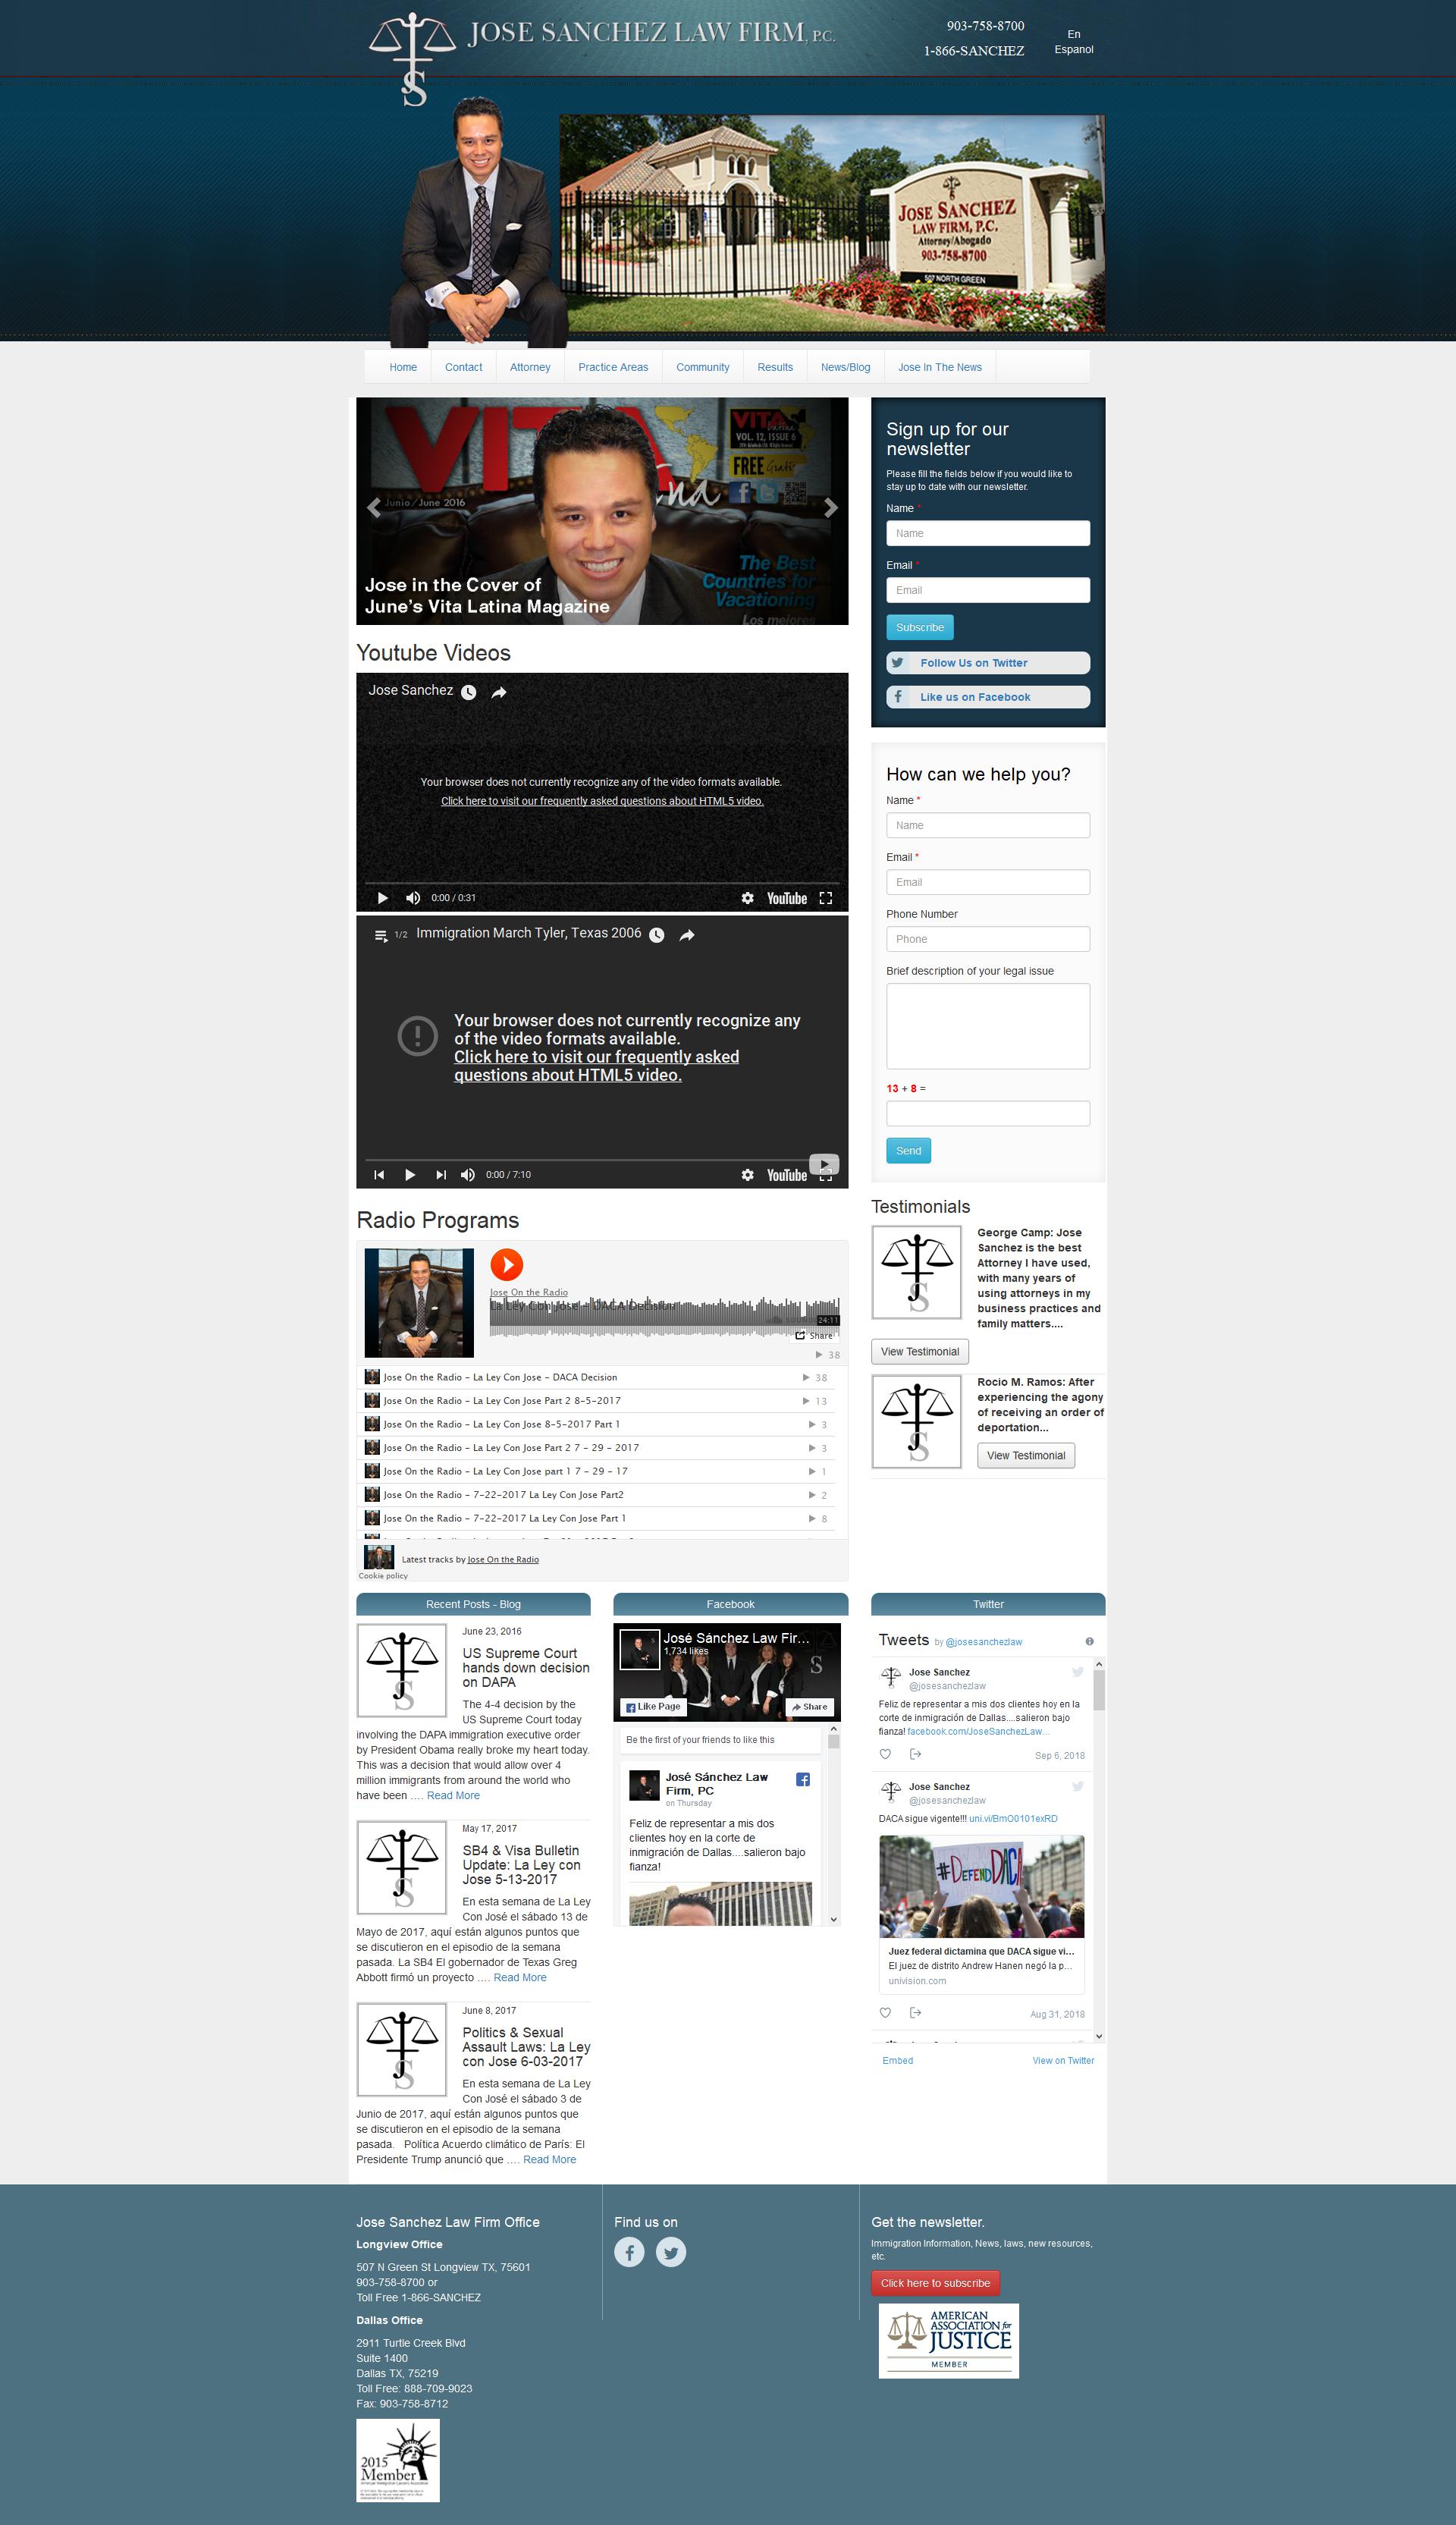 JOSE SANCHEZ LAW FIRM, P.C.
903-758-8700
1-866-SANCHEZ
En
Espanol
JOSE SANCHEZ
LAW FIRM, P.C.
Attorney/Abogado
903-758-8700
507 NORTH GREEN
Home
Contact
Attorney
Practice Areas
Community
Results
News/Blog
Jose In The News
VITA
VITA
VOL. 12, ISSUE 6
FREE Gratis
Junio/June 2016
The Best
Countries for
Vacationing
Los mejores
Jose in the Cover of
June's Vita Latina Magazine
Sign up for our
newsletter
Please fill the fields below if you would like to
stay up to date with our newsletter.
Name *
Name
Email *
Email
Subscribe
Follow Us on Twitter
Like us on Facebook
Youtube Videos
Jose Sanchez
Your browser does not currently recognize any of the video formats available.
Click here to visit our frequently asked questions about HTML5 video.
0:00 / 0:31
YouTube
1/2 Immigration March Tyler, Texas 2006
Your browser does not currently recognize any
of the video formats available.
Click here to visit our frequently asked
questions about HTML5 video.
0:00 / 7:10
YouTube
How can we help you?
Name *
Name
Email *
Email
Phone Number
Phone
Brief description of your legal issue
13 + 8 =
Send
Radio Programs
Jose On the Radio
La Ley Con Jose - DACA Decision
24:11
Share
38
Jose On the Radio - La Ley Con Jose - DACA Decision 38
Jose On the Radio - La Ley Con Jose Part 2 8-5-2017 13
Jose On the Radio - La Ley Con Jose 8-5-2017 Part 1 3
Jose On the Radio - La Ley Con Jose Part 2 7 - 29 - 2017 3
Jose On the Radio - La Ley Con Jose part 1 7 - 29 - 17 1
Jose On the Radio - 7-22-2017 La Ley Con Jose Part2 2
Jose On the Radio - 7-22-2017 La Ley Con Jose Part 1 8
Latest tracks by Jose On the Radio
Cookie policy
Testimonials
George Camp: Jose
Sanchez is the best
Attorney I have used,
with many years of
using attorneys in my
business practices and
family matters....
View Testimonial
Rocio M. Ramos: After
experiencing the agony
of receiving an order of
deportation...
View Testimonial
Recent Posts - Blog
June 23, 2016
US Supreme Court
hands down decision
on DAPA
The 4-4 decision by the
US Supreme Court today
involving the DAPA immigration executive order
by President Obama really broke my heart today.
This was a decision that would allow over 4
million immigrants from around the world who
have been .... Read More
May 17, 2017
SB4 & Visa Bulletin
Update: La Ley con
Jose 5-13-2017
En esta semana de La Ley
Con José el sábado 13 de
Mayo de 2017, aquí están algunos puntos que
se discutieron en el episodio de la semana
pasada. La SB4 El gobernador de Texas Greg
Abbott firmó un proyecto .... Read More
June 8, 2017
Politics & Sexual
Assault Laws: La Ley
con Jose 6-03-2017
En esta semana de La Ley
Con José el sábado 3 de
Junio de 2017, aquí están algunos puntos que
se discutieron en el episodio de la semana
pasada. Política Acuerdo climático de París: El
Presidente Trump anunció que .... Read More
Facebook
José Sánchez Law Fir...
1,734 likes
Like Page
Share
Be the first of your friends to like this
José Sánchez Law
Firm, PC
on Thursday
Feliz de representar a mis dos
clientes hoy en la corte de
inmigración de Dallas....salieron bajo
fianza!
Twitter
Tweets by @josesanchezlaw
Jose Sanchez
@josesanchezlaw
Feliz de representar a mis dos clientes hoy en la
corte de inmigración de Dallas....salieron bajo
fianza! facebook.com/JoseSanchezLaw...
Sep 6, 2018
Jose Sanchez
@josesanchezlaw
DACA sigue vigente!!! uni.vi/BmO0101exRD
#DEFENDDACA
Juez federal dictamina que DACA sigue vi...
El juez de distrito Andrew Hanen negó la p...
univision.com
Aug 31, 2018
Embed
View on Twitter
Jose Sanchez Law Firm Office
Longview Office
507 N Green St Longview TX, 75601
903-758-8700 or
Toll Free 1-866-SANCHEZ
Dallas Office
2911 Turtle Creek Blvd
Suite 1400
Dallas TX, 75219
Toll Free: 888-709-9023
Fax: 903-758-8712
2015
Member
American Immigration Lawyers Association
Find us on
Get the newsletter.
Immigration Information, News, laws, new resources,
etc.
Click here to subscribe
AMERICAN
ASSOCIATION for
JUSTICE
MEMBER